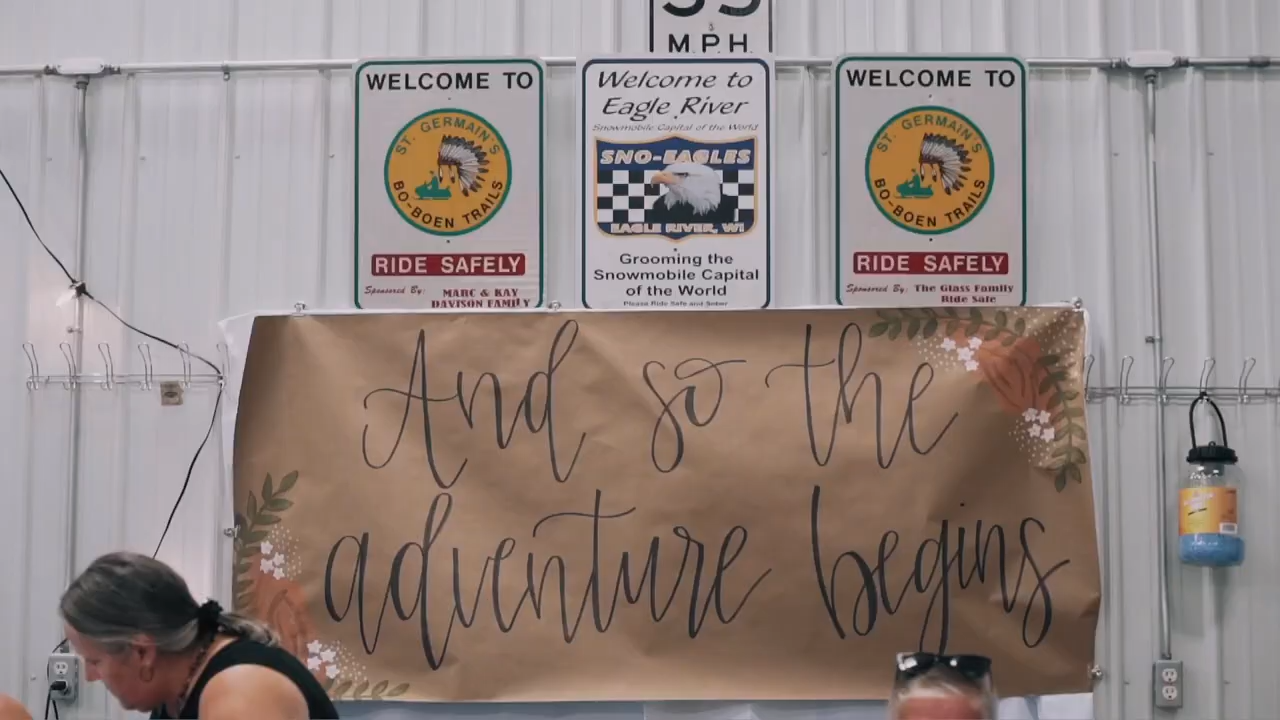 35
M.P.H.
WELCOME TO
ST. GERMAIN'S
BO-BOEN TRAILS
RIDE SAFELY
Sponsored By: MARC & KAY
DAVISON FAMILY
Welcome to
Eagle River
Snowmobile Capital of the World
SNO-EAGLES
EAGLE RIVER, WI
Grooming the
Snowmobile Capital
of the World
Please Ride Safe and Sober
WELCOME TO
ST. GERMAIN'S
BO-BOEN TRAILS
RIDE SAFELY
Sponsored By: The Glass Family
Ride Safe
And so the
adventure begins